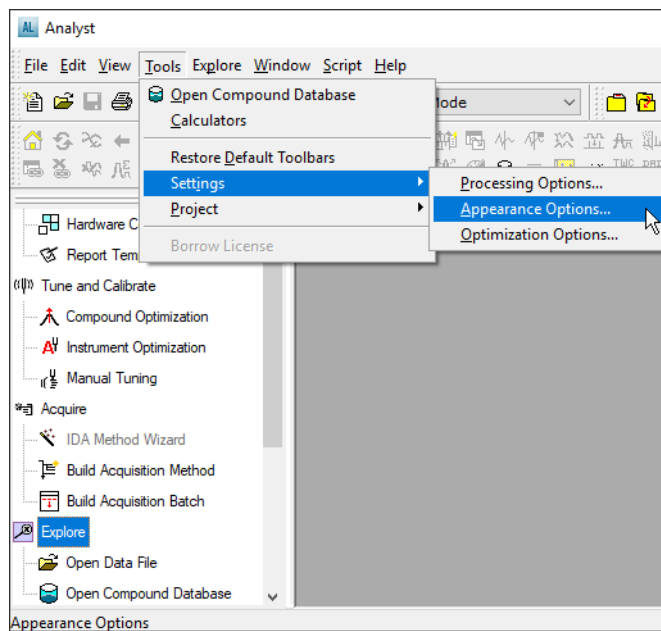 AL Analyst
File Edit View Tools Explore Window Script Help
Open Compound Database
Calculators
Restore Default Toolbars
Settings
Project
Borrow License
Mode
Processing Options...
Appearance Options...
Optimization Options...
Hardware C
Report Tem
Tune and Calibrate
Compound Optimization
Instrument Optimization
Manual Tuning
Acquire
IDA Method Wizard
Build Acquisition Method
Build Acquisition Batch
Explore
Open Data File
Open Compound Database
Appearance Options